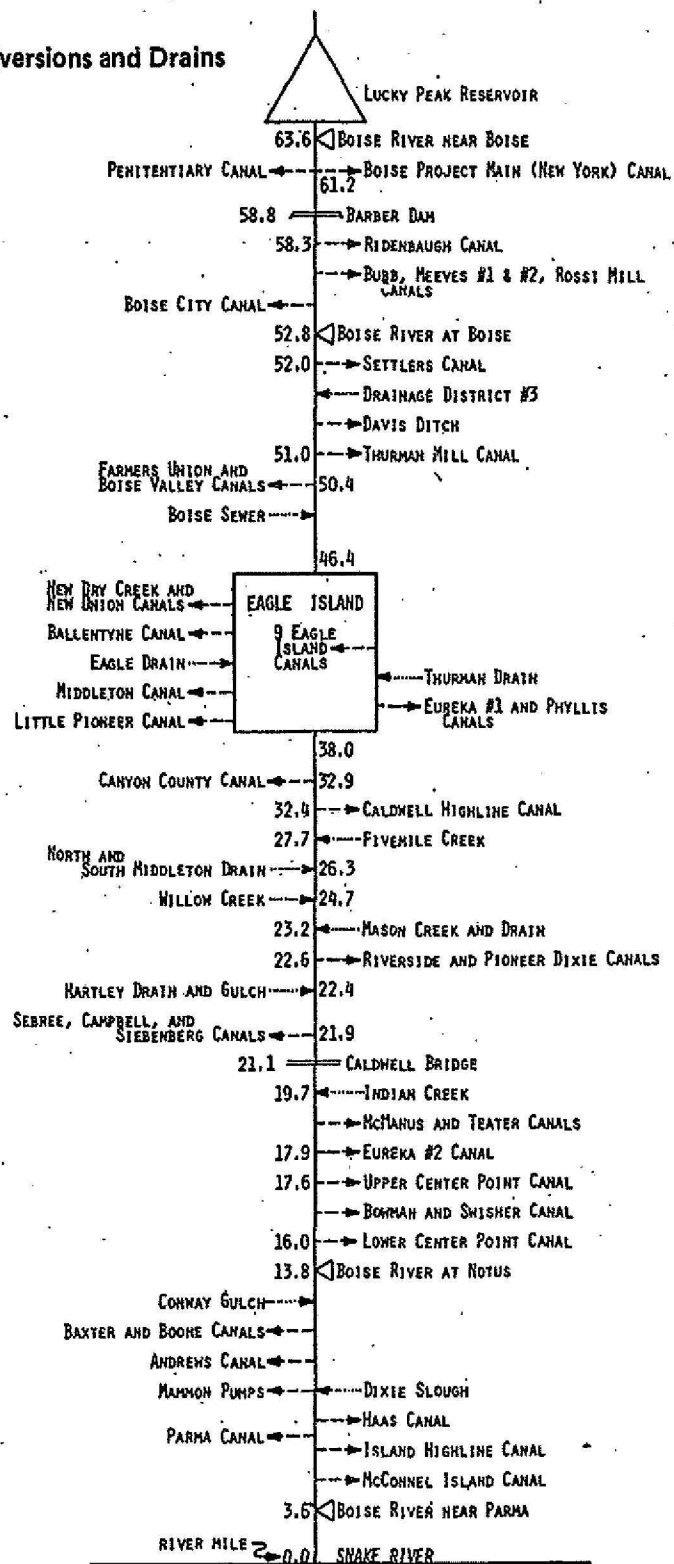 versions and Drains
LUCKY PEAK RESERVOIR
63.6 BOISE RIVER NEAR BOISE
PENITENTIARY CANAL BOISE PROJECT MAIN (NEW YORK) CANAL
61.2
58.8 BARBER DAM
58.3 RIDENBAUGH CANAL
BUBB, MEEVES #1 & #2, ROSSI MILL
CANALS
BOISE CITY CANAL
52.8 BOISE RIVER AT BOISE
52.0 SETTLERS CANAL
DRAINAGE DISTRICT #3
DAVIS DITCH
51.0 THURMAN MILL CANAL
FARMERS UNION AND
BOISE VALLEY CANALS 50.4
BOISE SEWER
46.4
NEW DRY CREEK AND
NEW UNION CANALS
EAGLE ISLAND
BALLENTYNE CANAL
9 EAGLE
ISLAND
CANALS
EAGLE DRAIN
THURMAN DRAIN
MIDDLETON CANAL
EUREKA #1 AND PHYLLIS
CANALS
LITTLE PIONEER CANAL
38.0
CANYON COUNTY CANAL 32.9
32.4 CALDWELL HIGHLINE CANAL
27.7 FIVEMILE CREEK
NORTH AND
SOUTH MIDDLETON DRAIN 26.3
WILLOW CREEK 24.7
23.2 MASON CREEK AND DRAIN
22.6 RIVERSIDE AND PIONEER DIXIE CANALS
HARTLEY DRAIN AND GULCH 22.4
SEBREE, CAMPBELL, AND
SIEBENBERG CANALS 21.9
21.1 CALDWELL BRIDGE
19.7 INDIAN CREEK
MCMANUS AND TEATER CANALS
17.9 EUREKA #2 CANAL
17.6 UPPER CENTER POINT CANAL
BOWMAN AND SWISHER CANAL
16.0 LOWER CENTER POINT CANAL
13.8 BOISE RIVER AT NOTUS
CONWAY GULCH
BAXTER AND BOONE CANALS
ANDREWS CANAL
MAMMON PUMPS DIXIE SLOUGH
HAAS CANAL
PARMA CANAL
ISLAND HIGHLINE CANAL
MCCONNEL ISLAND CANAL
3.6 BOISE RIVER NEAR PARMA
RIVER MILE 0.0 SNAKE RIVER